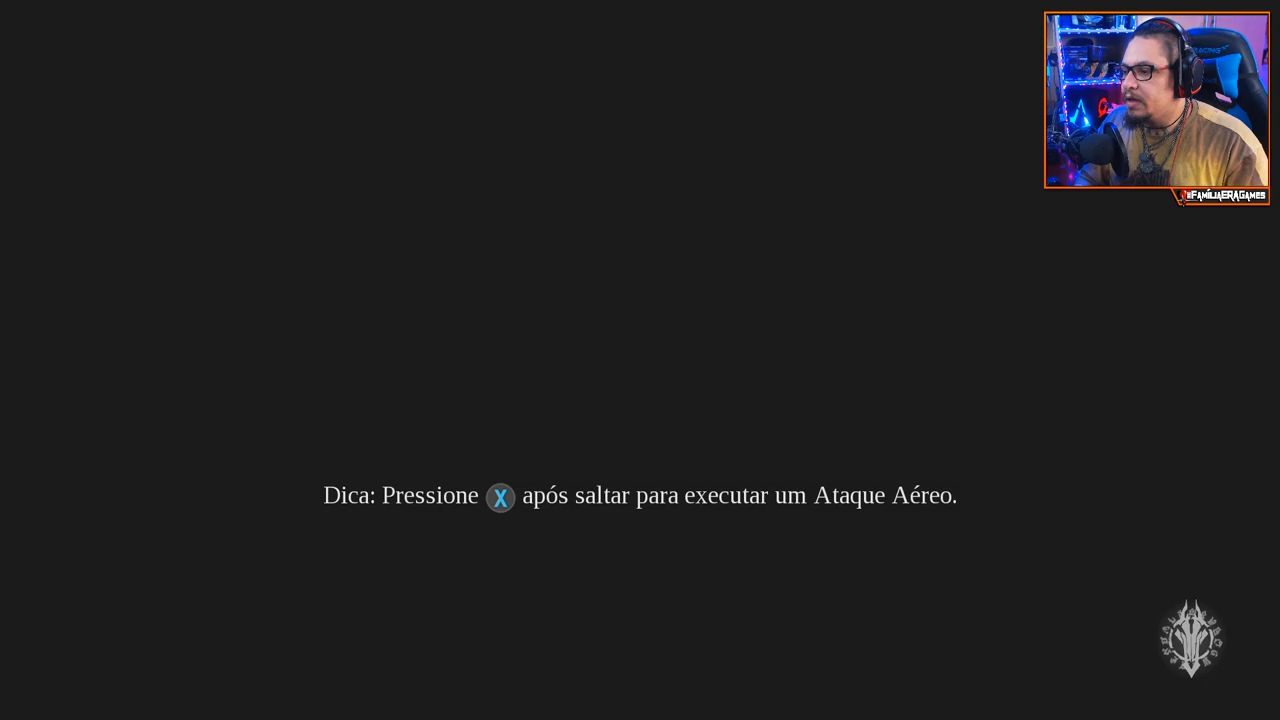 #FamíliaERAGames
Dica: Pressione X após saltar para executar um Ataque Aéreo.